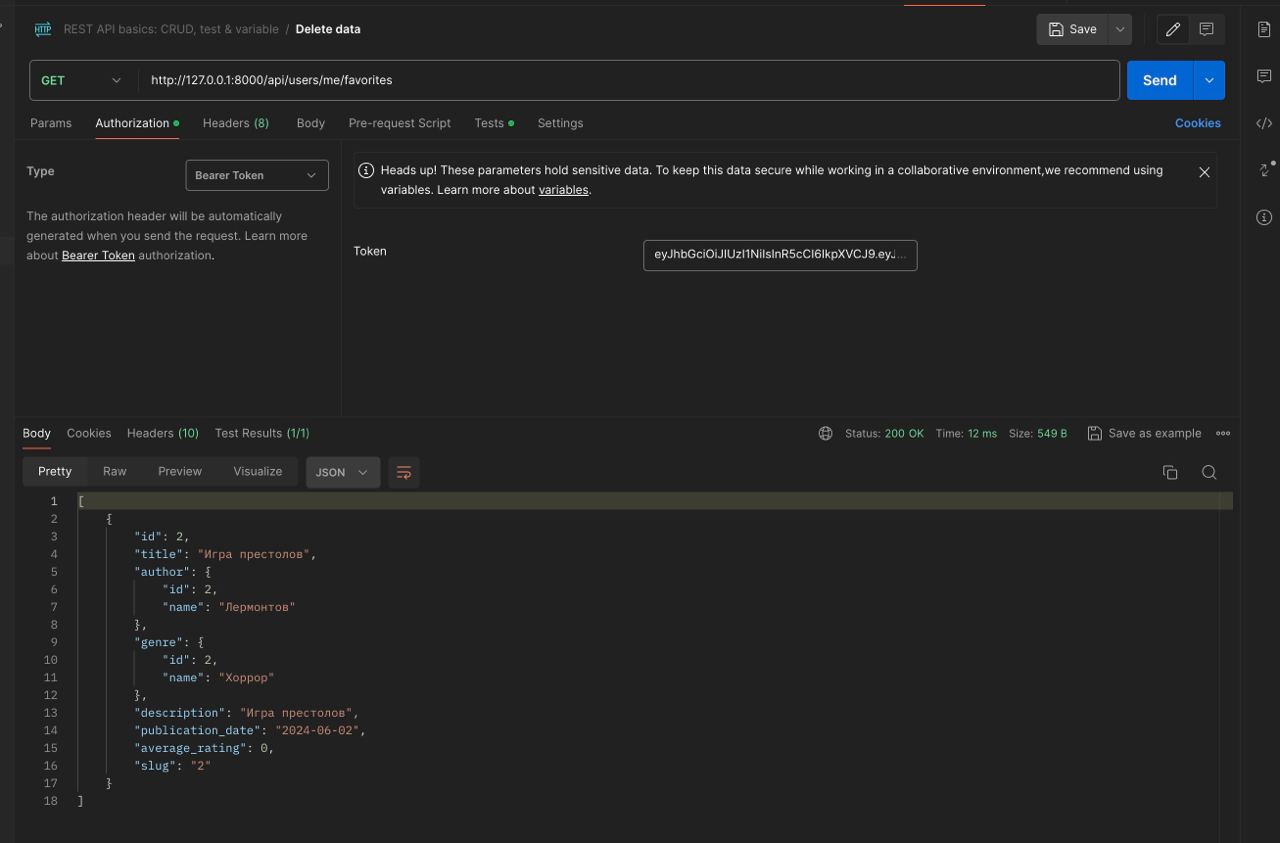 HTTP REST API basics: CRUD, test & variable / Delete data
Save
GET http://127.0.0.1:8000/api/users/me/favorites
Send
Params Authorization Headers (8) Body Pre-request Script Tests Settings Cookies
Type Bearer Token
The authorization header will be automatically
generated when you send the request. Learn more
about Bearer Token authorization.
Heads up! These parameters hold sensitive data. To keep this data secure while working in a collaborative environment,we recommend using
variables. Learn more about variables.
Token
Body Cookies Headers (10) Test Results (1/1) Status: 200 OK Time: 12 ms Size: 549 B Save as example
Pretty Raw Preview Visualize JSON
1 [
2 {
3 "id": 2,
4 "title": "Игра престолов",
5 "author": {
6 "id": 2,
7 "name": "Лермонтов"
8 },
9 "genre": {
10 "id": 2,
11 "name": "Хоррор"
12 },
13 "description": "Игра престолов",
14 "publication_date": "2024-06-02",
15 "average_rating": 0,
16 "slug": "2"
17 }
18 ]